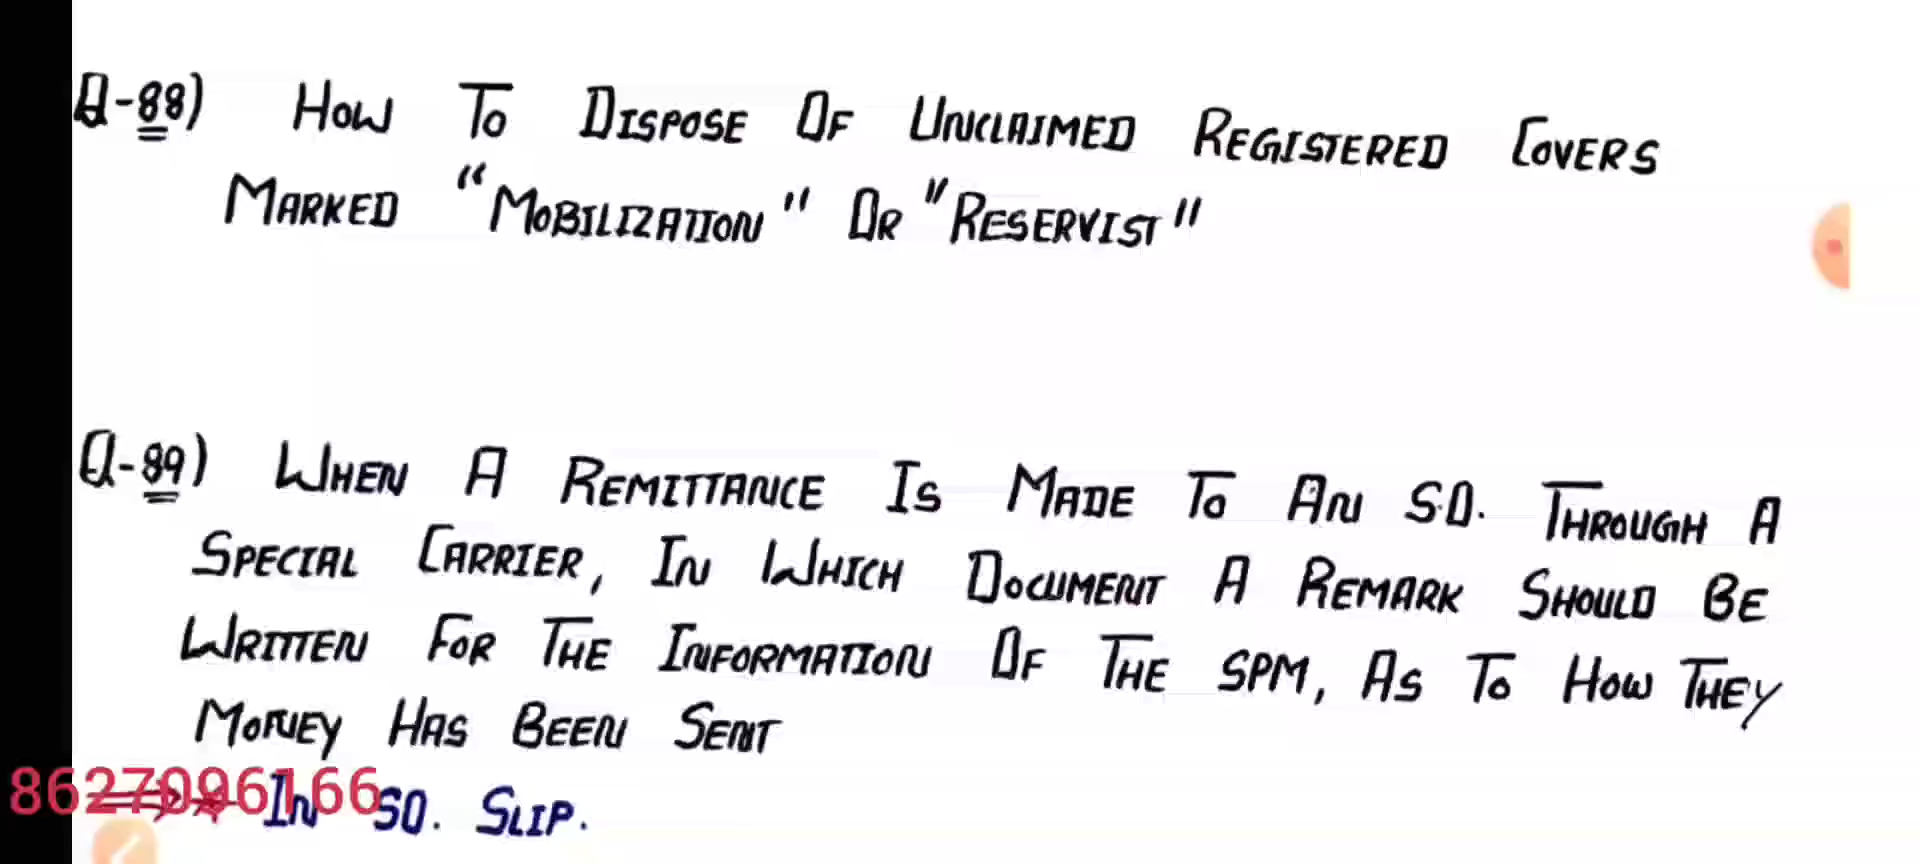 Q-88) HOW TO DISPOSE OF UNCLAIMED REGISTERED COVERS
MARKED "MOBILIZATION" OR "RESERVIST"
Q-89) WHEN A REMITTANCE IS MADE TO AN S.O. THROUGH A
SPECIAL CARRIER, IN WHICH DOCUMENT A REMARK SHOULD BE
WRITTEN FOR THE INFORMATION OF THE SPM, AS TO HOW THEY
MONEY HAS BEEN SENT
8627096166
IN SO. SLIP.